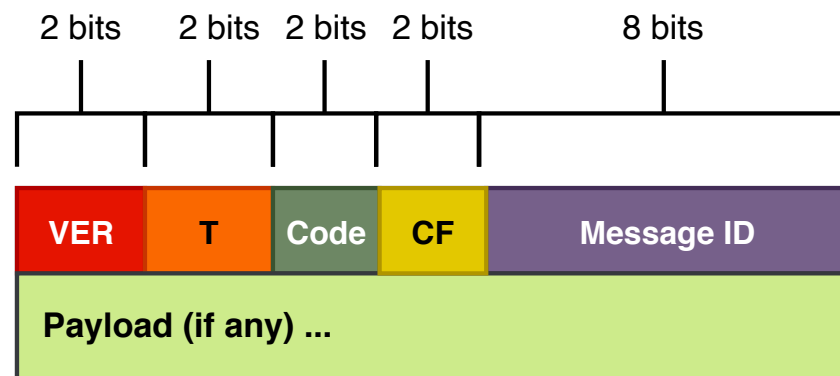 2 bits 2 bits 2 bits 2 bits 8 bits
VER T Code CF Message ID
Payload (if any) ...